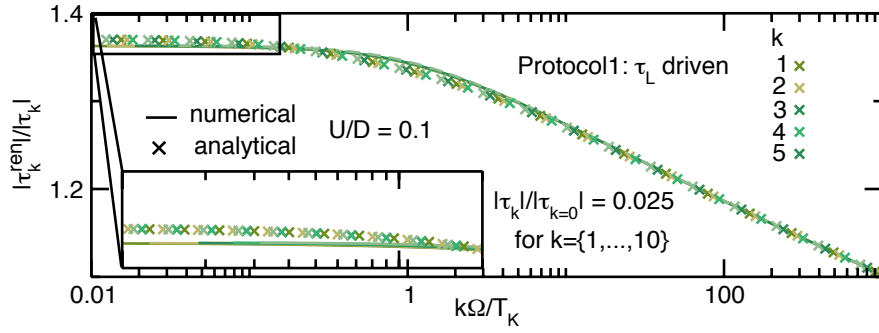 1.4
1.2
|τ_k^ren|/|τ_k|
Protocol1: τ_L driven
numerical
analytical
U/D = 0.1
k
1
2
3
4
5
|τ_k|/|τ_{k=0}| = 0.025
for k={1,...,10}
0.01
1
100
kΩ/T_K